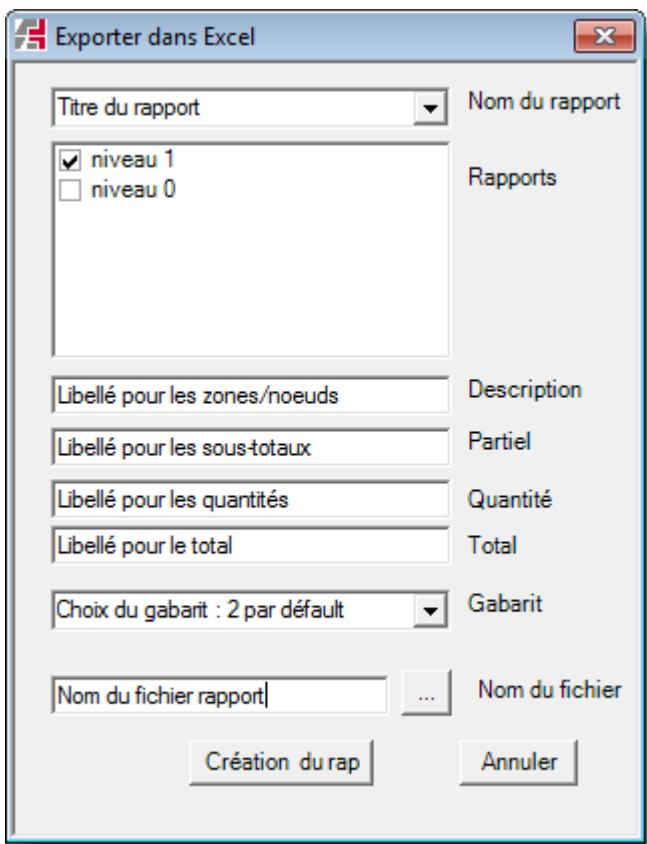 Exporter dans Excel
Titre du rapport Nom du rapport
niveau 1
Rapports
niveau 0
Libellé pour les zones/noeuds Description
Libellé pour les sous-totaux Partiel
Libellé pour les quantités Quantité
Libellé pour le total Total
Choix du gabarit : 2 par défault Gabarit
Nom du fichier rapport ... Nom du fichier
Création du rap Annuler